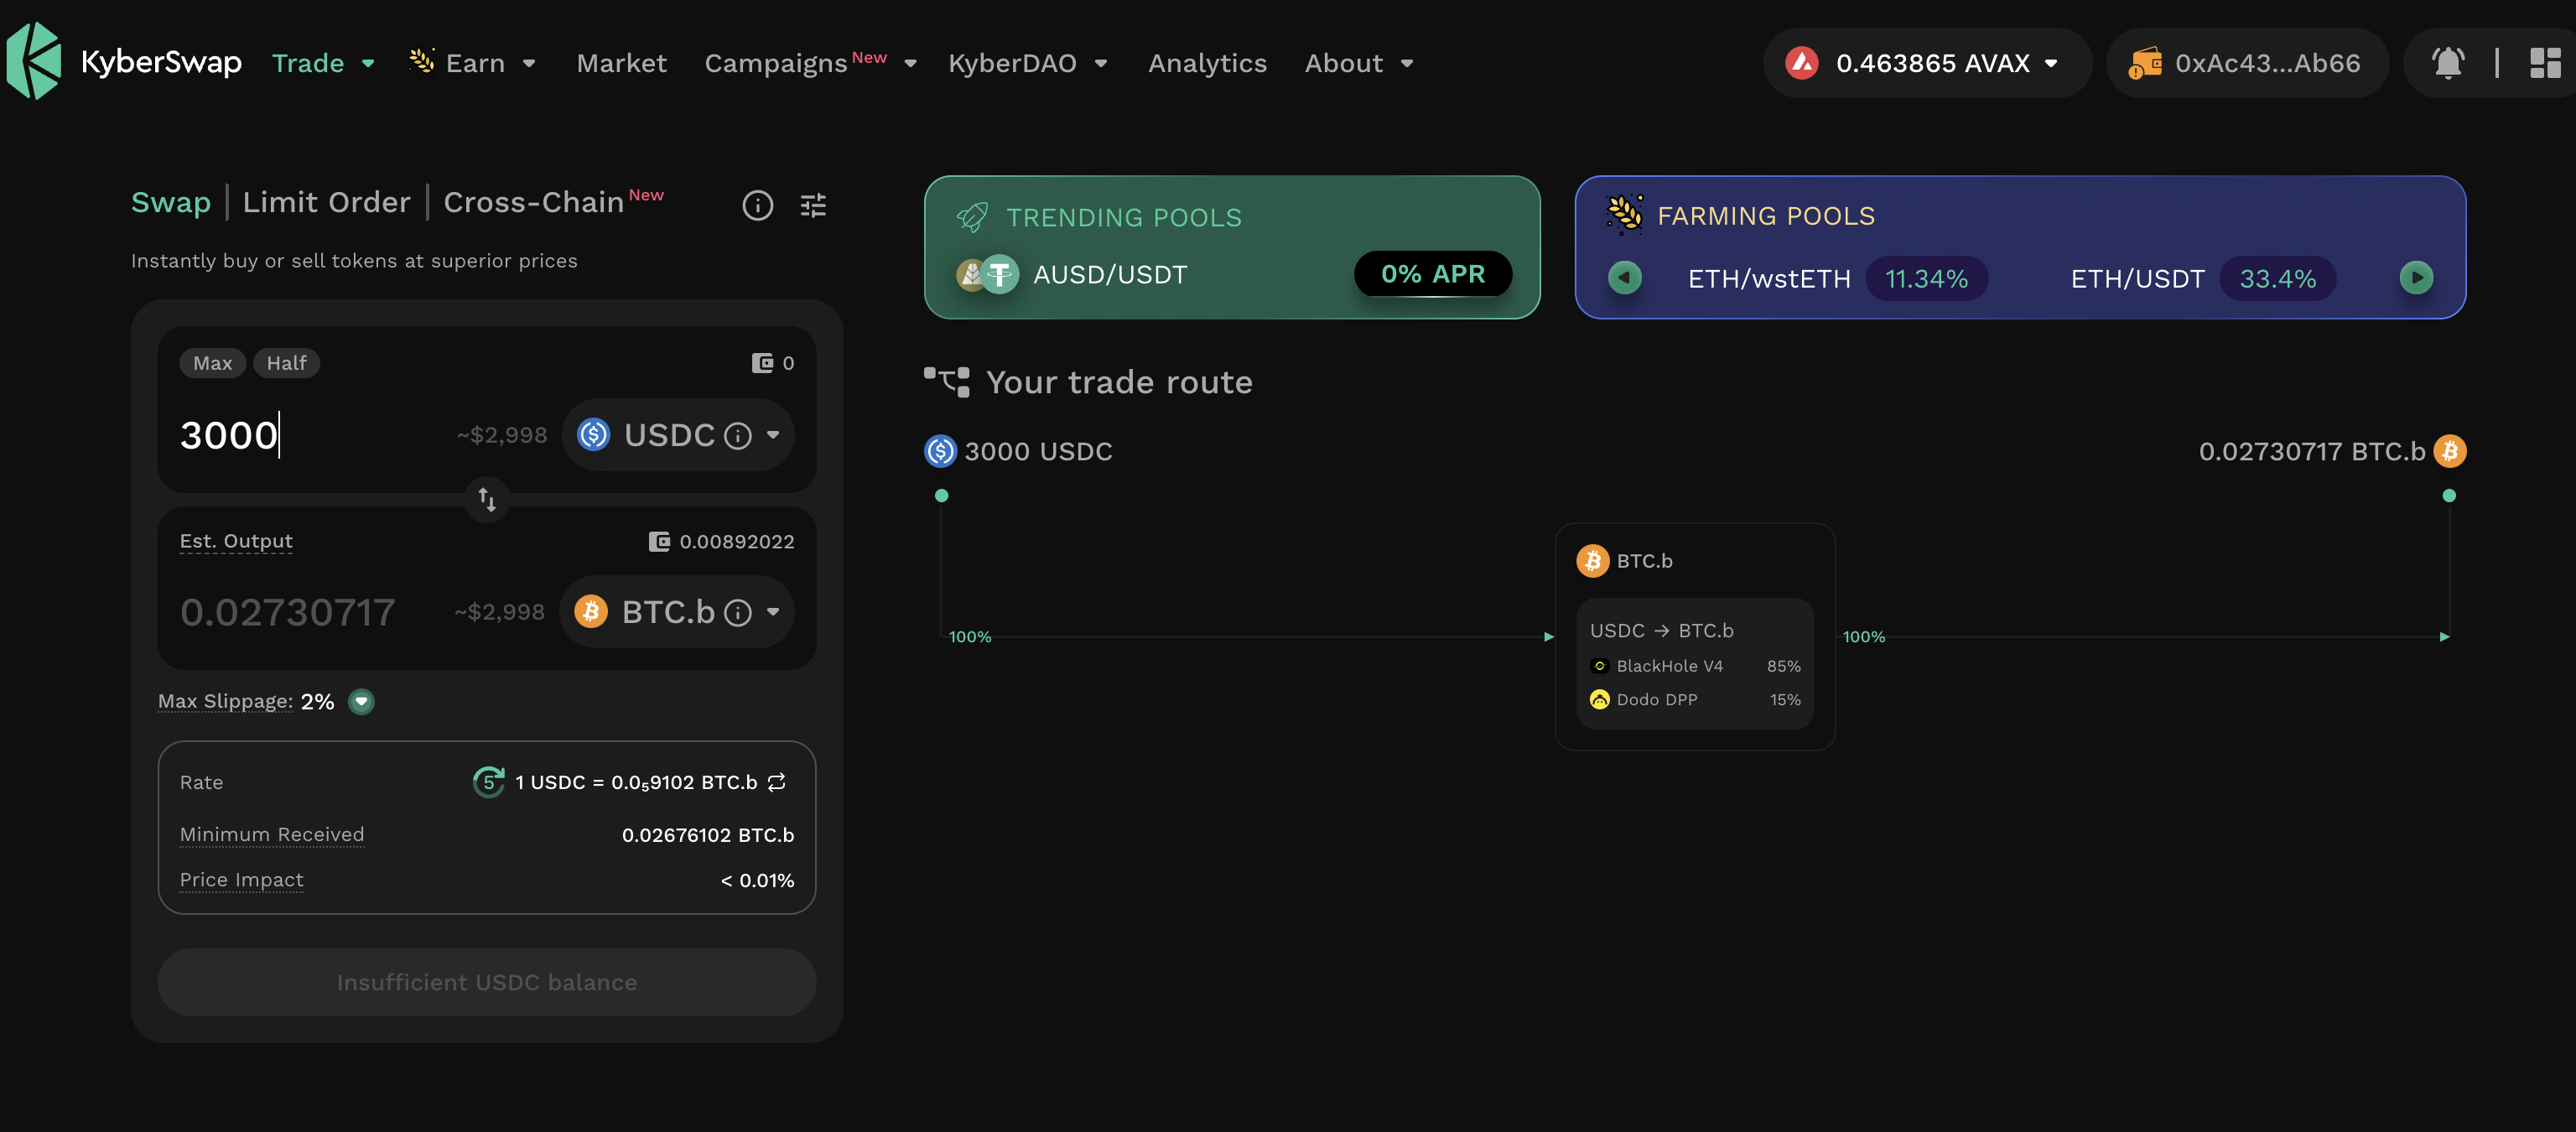 KyberSwap Trade Earn Market Campaigns New KyberDAO Analytics About 0.463865 AVAX 0xAc43...Ab66
Swap | Limit Order | Cross-Chain New
Instantly buy or sell tokens at superior prices
Max Half 0
3000 ~$2,998 USDC
Est. Output 0.00892022
0.02730717 ~$2,998 BTC.b
Max Slippage: 2%
Rate 5 1 USDC = 0.0₅9102 BTC.b
Minimum Received 0.02676102 BTC.b
Price Impact < 0.01%
Insufficient USDC balance
TRENDING POOLS
AUSD/USDT 0% APR
FARMING POOLS
ETH/wstETH 11.34% ETH/USDT 33.4%
Your trade route
3000 USDC 0.02730717 BTC.b
BTC.b
100% USDC → BTC.b 100%
BlackHole V4 85%
Dodo DPP 15%